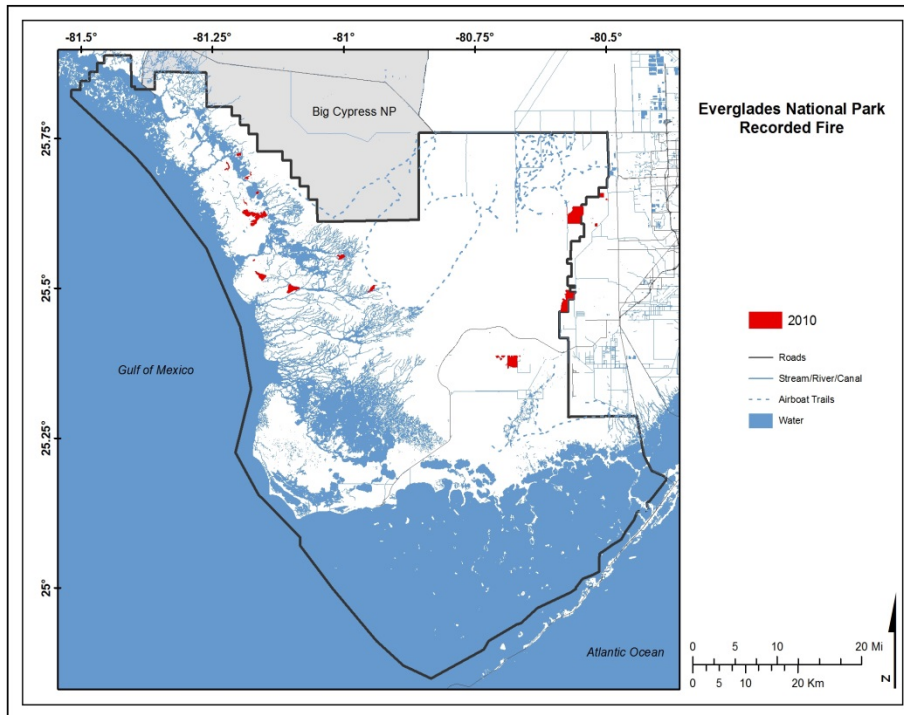 -81.5 -81.25 -81 -80.75 -80.5
Everglades National Park
Recorded Fire
Big Cypress NP
25.75
25.5
25.25
25°
Gulf of Mexico
Atlantic Ocean
2010
Roads
Stream/River/Canal
Airboat Trails
Water
0 5 10 20 Mi
0 5 10 20 Km
N